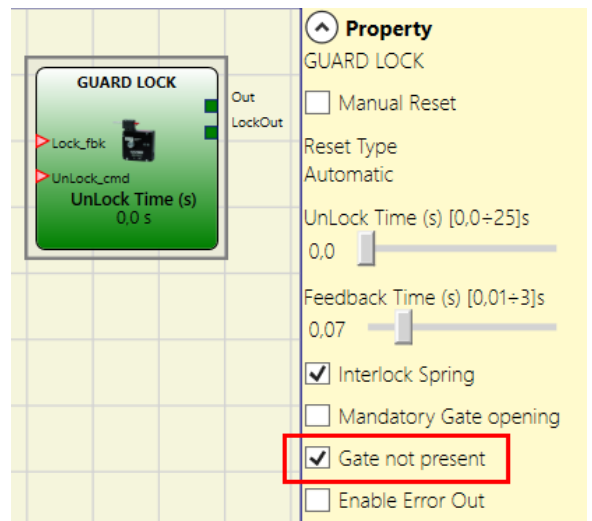 GUARD LOCK
Out
LockOut
Lock_fbk
UnLock_cmd
UnLock Time (s)
0,0 s
Property
GUARD LOCK
Manual Reset
Reset Type
Automatic
UnLock Time (s) [0,0÷25]s
0,0
Feedback Time (s) [0,01÷3]s
0,07
Interlock Spring
Mandatory Gate opening
Gate not present
Enable Error Out